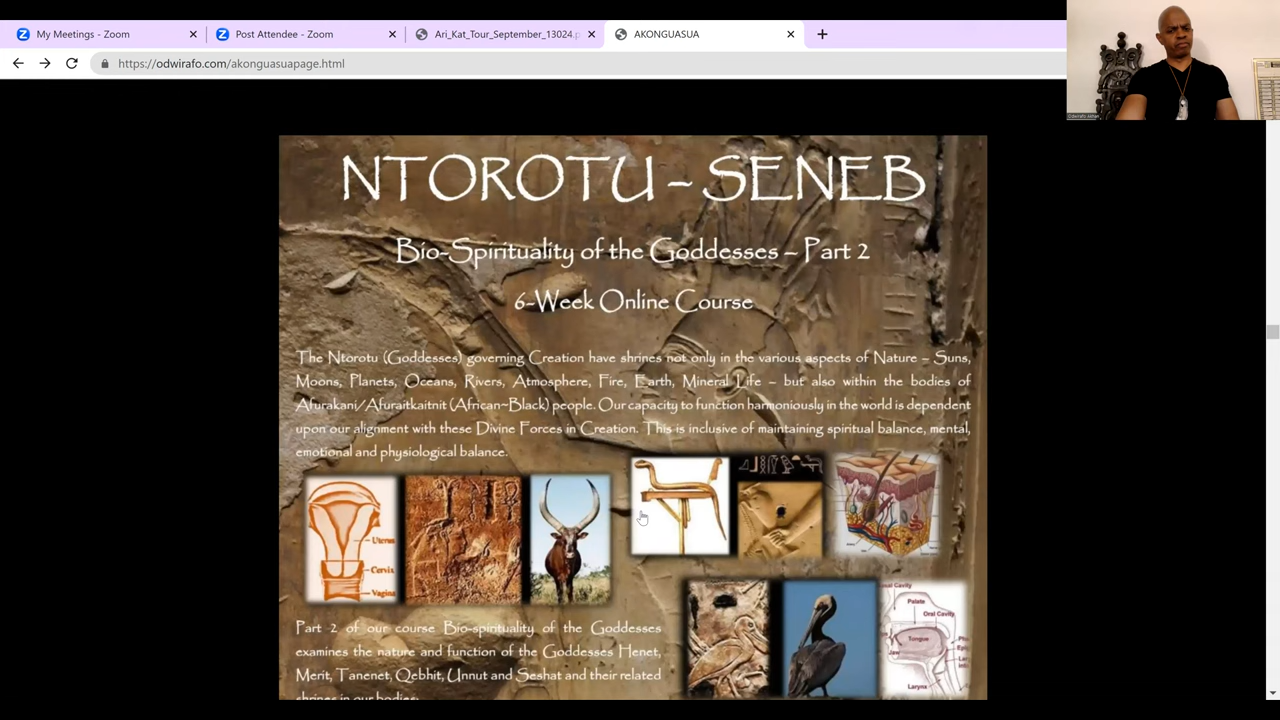 My Meetings - Zoom
Post Attendee - Zoom
Ari_Kat_Tour_September_13024.p
AKONGUASUA
https://odwirafo.com/akonguasuapage.html
NTOROTU – SENEB
Bio-Spirituality of the Goddesses – Part 2
6-Week Online Course
The Ntorotu (Goddesses) governing Creation have shrines not only in the various aspects of Nature – Suns,
Moons, Planets, Oceans, Rivers, Atmosphere, Fire, Earth, Mineral Life – but also within the bodies of
Afurakani/Afuraitkaitnit (African~Black) people. Our capacity to function harmoniously in the world is dependent
upon our alignment with these Divine Forces in Creation. This is inclusive of maintaining spiritual balance, mental,
emotional and physiological balance.
Uterus
Cervix
Vagina
Palate
Oral Cavity
Tongue
Jaw
Larynx
Part 2 of our course Bio-spirituality of the Goddesses
examines the nature and function of the Goddesses Henet,
Merit, Tanenet, Qebhit, Unnut and Seshat and their related
shrines in our bodies: